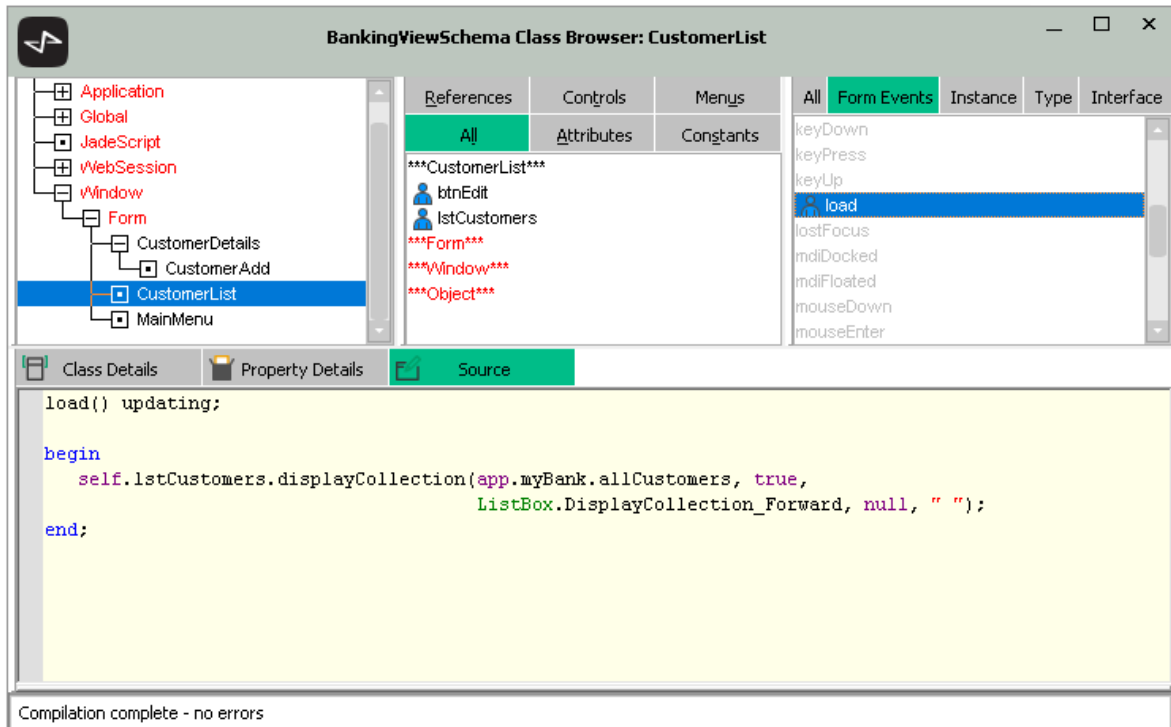 BankingViewSchema Class Browser: CustomerList
Application
Global
JadeScript
WebSession
Window
Form
CustomerDetails
CustomerAdd
CustomerList
MainMenu
References Controls Menus
All Attributes Constants
***CustomerList***
btnEdit
lstCustomers
***Form***
***Window***
***Object***
All Form Events Instance Type Interface
keyDown
keyPress
keyUp
load
lostFocus
mdiDocked
mdiFloated
mouseDown
mouseEnter
Class Details Property Details Source
load() updating;
begin
self.lstCustomers.displayCollection(app.myBank.allCustomers, true,
ListBox.DisplayCollection_Forward, null, " ");
end;
Compilation complete - no errors